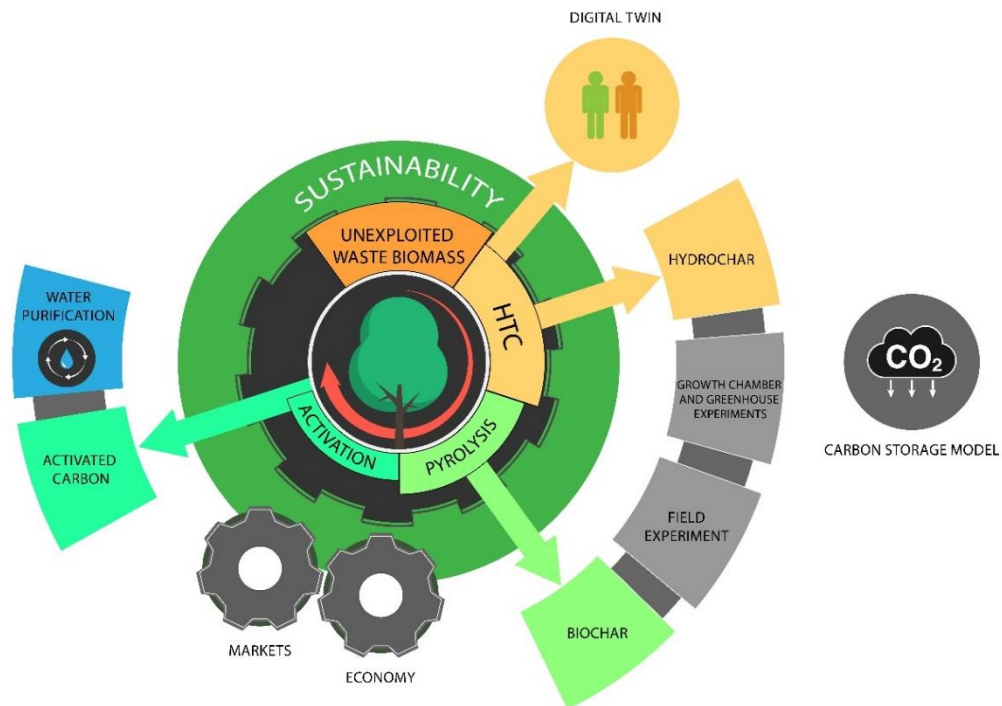 DIGITAL TWIN
SUSTAINABILITY
UNEXPLOITED
WASTE BIOMASS
HTC
HYDROCHAR
WATER
PURIFICATION
GROWTH CHAMBER
AND GREENHOUSE
EXPERIMENTS
CO2
CARBON STORAGE MODEL
ACTIVATION
PYROLYSIS
ACTIVATED
CARBON
FIELD
EXPERIMENT
BIOCHAR
MARKETS
ECONOMY